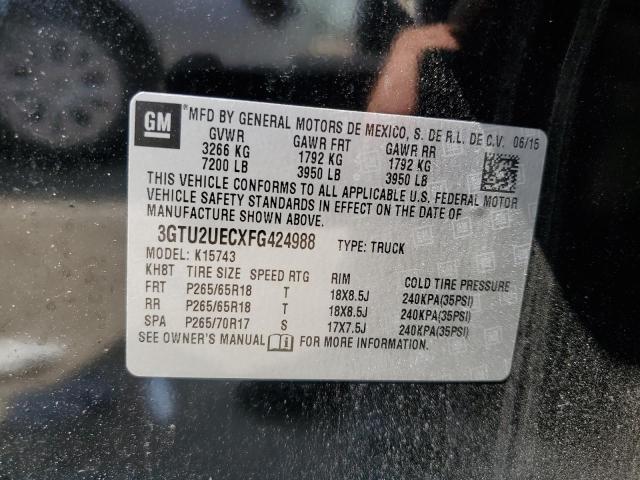 GM
®MFD BY GENERAL MOTORS DE MEXICO, S. DE R.L. DE C.V. 06/15
GVWR GAWR FRT GAWR RR
3266 KG 1792 KG 1792 KG
7200 LB 3950 LB 3950 LB
THIS VEHICLE CONFORMS TO ALL APPLICABLE U.S. FEDERAL MOTOR
VEHICLE SAFETY STANDARDS IN EFFECT ON THE DATE OF
MANUFACTURE SHOWN ABOVE.
3GTU2UECXFG424988 TYPE: TRUCK
MODEL: K15743
KH8T TIRE SIZE SPEED RTG RIM COLD TIRE PRESSURE
FRT P265/65R18 T 18X8.5J 240KPA(35PSI)
RR P265/65R18 T 18X8.5J 240KPA(35PSI)
SPA P265/70R17 S 17X7.5J 240KPA(35PSI)
SEE OWNER'S MANUAL FOR MORE INFORMATION.